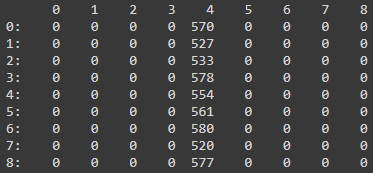 0 1 2 3 4 5 6 7 8
0: 0 0 0 0 570 0 0 0 0
1: 0 0 0 0 527 0 0 0 0
2: 0 0 0 0 533 0 0 0 0
3: 0 0 0 0 578 0 0 0 0
4: 0 0 0 0 554 0 0 0 0
5: 0 0 0 0 561 0 0 0 0
6: 0 0 0 0 580 0 0 0 0
7: 0 0 0 0 520 0 0 0 0
8: 0 0 0 0 577 0 0 0 0